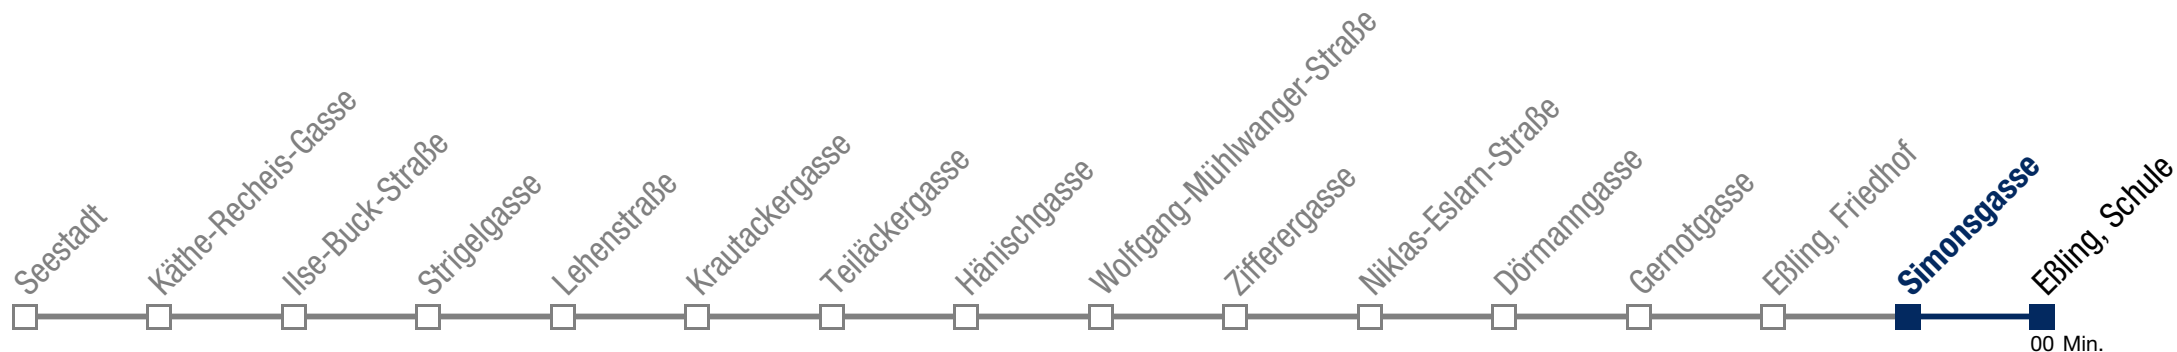 Seestadt
Käthe-Recheis-Gasse
Ilse-Buck-Straße
Strigelgasse
Lehenstraße
Krautackergasse
Teiläckergasse
Hänischgasse
Wolfgang-Mühlwanger-Straße
Ziffererergasse
Niklas-Eslarn-Straße
Dörmanngasse
Gernotgasse
Eßling, Friedhof
Simonsgasse
Eßling, Schule
00 Min.